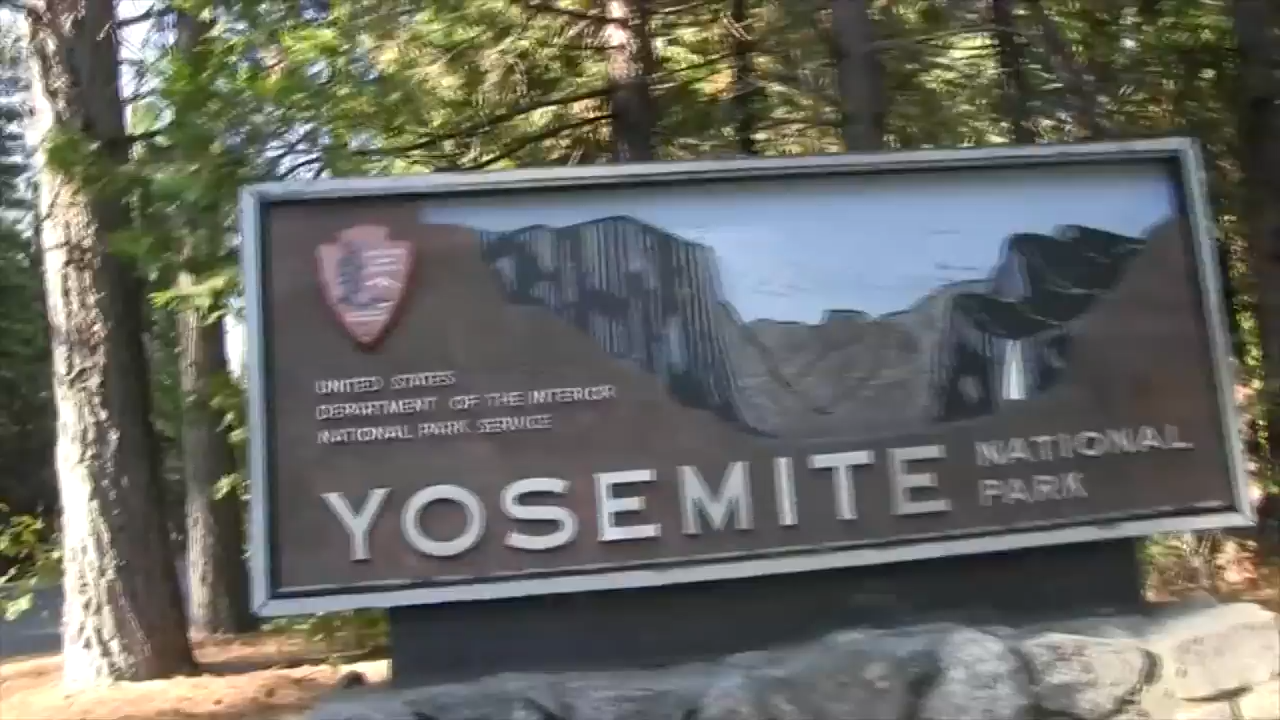 UNITED STATES
DEPARTMENT OF THE INTERIOR
NATIONAL PARK SERVICE
YOSEMITE NATIONAL
PARK